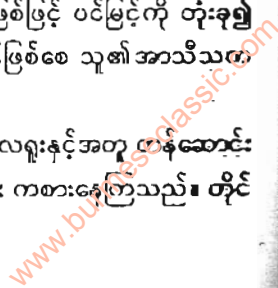 ဖြစ်ဖြင့် ပင်မြင့်ကို တုံးခု၍
ဖြစ်စေ သူ၏အာသီသက
လရူးနှင့်အတူ တန်ဆောင်း
ကစားနေကြသည်။ တိုင်
www.burmeseclassic.com